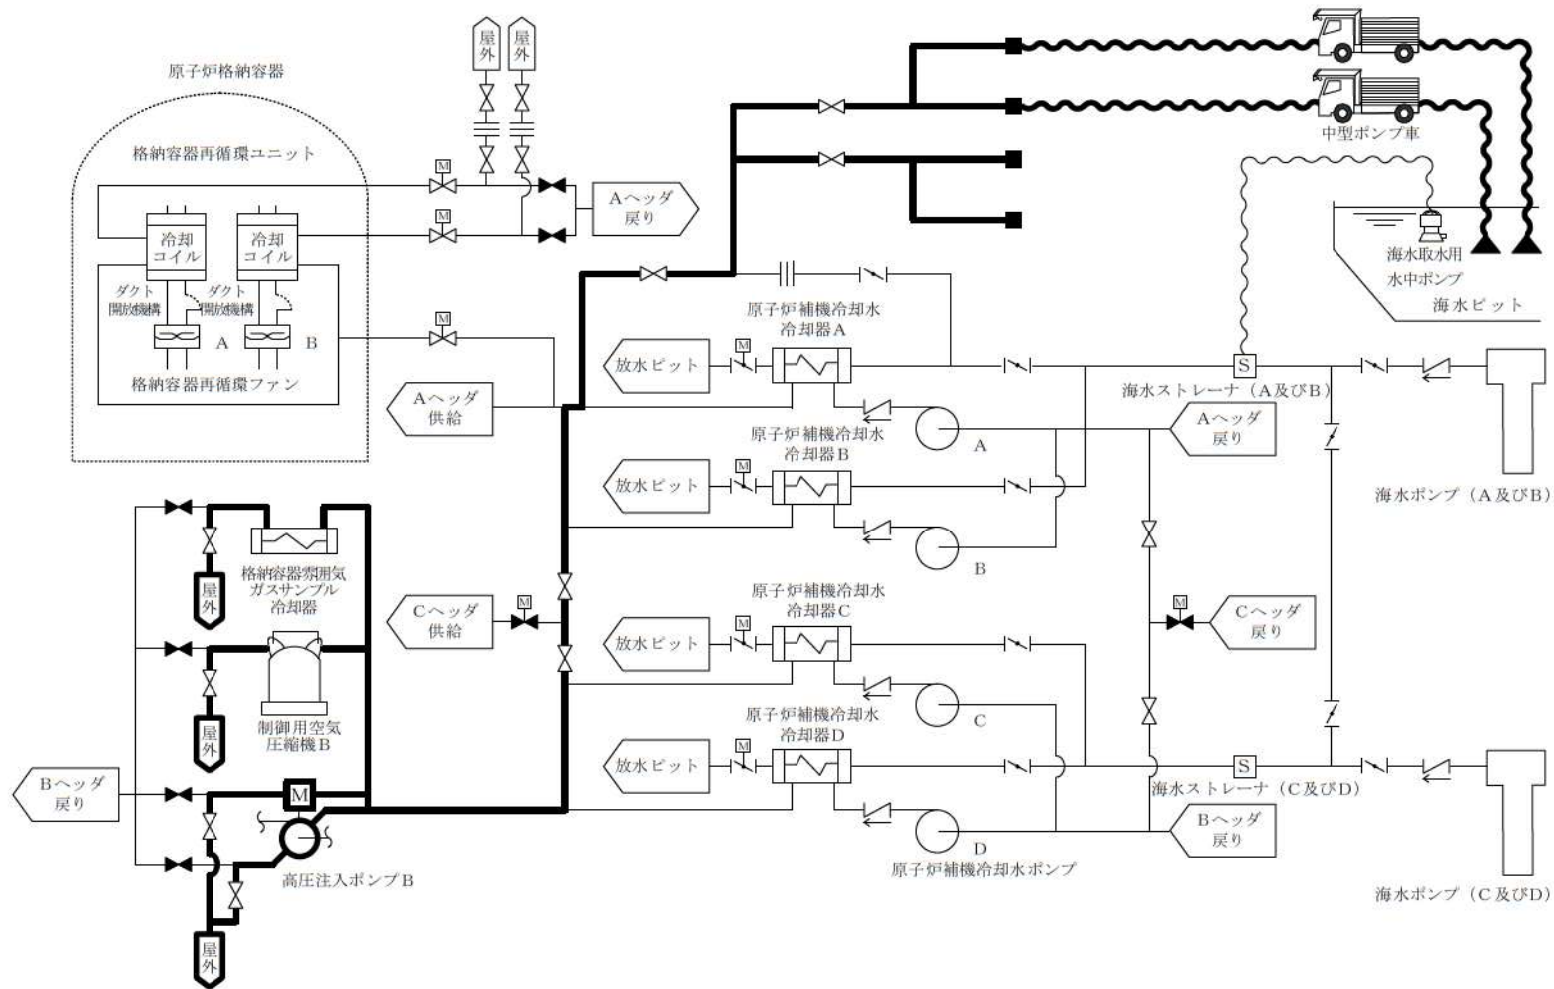 屋外
屋外
原子炉格納容器
格納容器再循環ユニット
M
M
Aヘッダ
戻り
冷却
コイル
冷却
コイル
ダクト
開放機構
ダクト
開放機構
A
B
格納容器再循環ファン
M
Aヘッダ
供給
中型ポンプ車
海水取水用
水中ポンプ
海水ピット
原子炉補機冷却水
冷却器A
放水ピット
M
S
海水ストレーナ（A及びB）
A
Aヘッダ
戻り
海水ポンプ（A及びB）
原子炉補機冷却水
冷却器B
放水ピット
M
B
屋外
格納容器雰囲気
ガスサンプル
冷却器
Cヘッダ
供給
M
原子炉補機冷却水
冷却器C
放水ピット
M
C
M
Cヘッダ
戻り
屋外
制御用空気
圧縮機B
原子炉補機冷却水
冷却器D
放水ピット
M
S
海水ストレーナ（C及びD）
D
原子炉補機冷却水ポンプ
Bヘッダ
戻り
海水ポンプ（C及びD）
Bヘッダ
戻り
M
高圧注入ポンプB
屋外